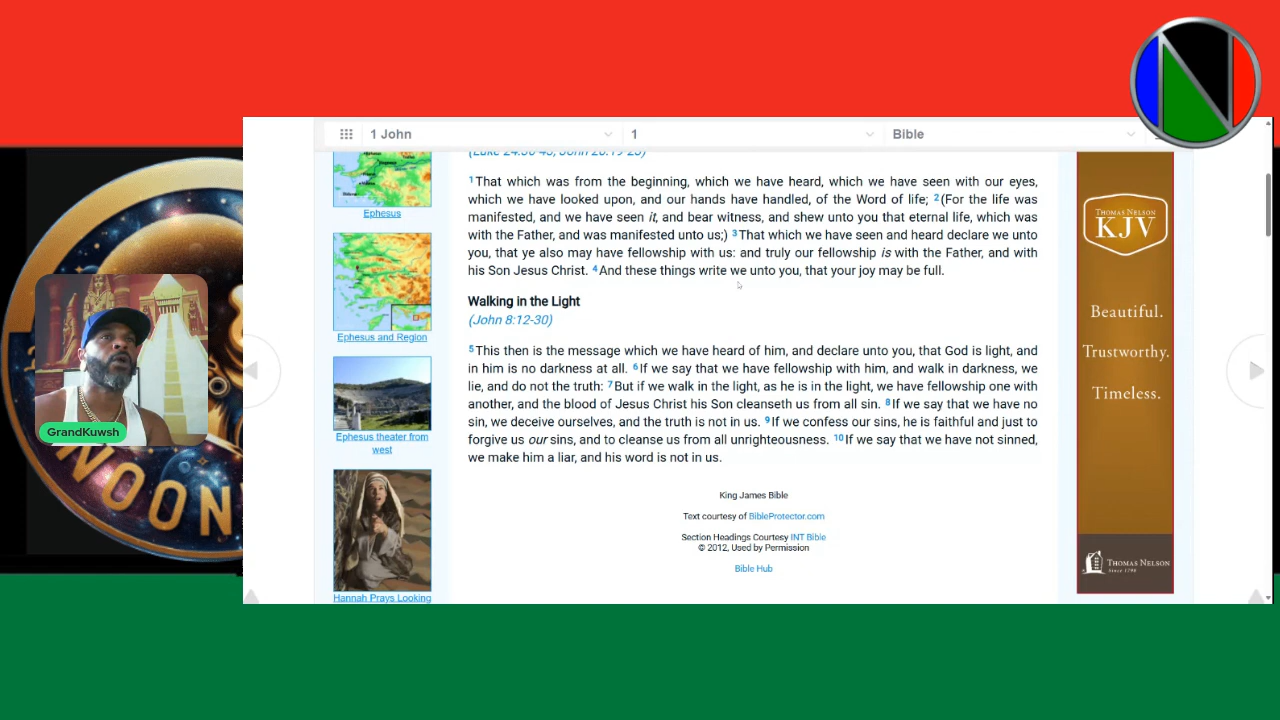 1 John
1
Bible
(Luke 24:36-43; John 20:19-23)
Ephesus
Ephesus and Region
Ephesus theater from
west
Hannah Prays Looking
1That which was from the beginning, which we have heard, which we have seen with our eyes,
which we have looked upon, and our hands have handled, of the Word of life; 2(For the life was
manifested, and we have seen it, and bear witness, and shew unto you that eternal life, which was
with the Father, and was manifested unto us;) 3That which we have seen and heard declare we unto
you, that ye also may have fellowship with us: and truly our fellowship is with the Father, and with
his Son Jesus Christ. 4And these things write we unto you, that your joy may be full.
Walking in the Light
(John 8:12-30)
5This then is the message which we have heard of him, and declare unto you, that God is light, and
in him is no darkness at all. 6If we say that we have fellowship with him, and walk in darkness, we
lie, and do not the truth: 7But if we walk in the light, as he is in the light, we have fellowship one with
another, and the blood of Jesus Christ his Son cleanseth us from all sin. 8If we say that we have no
sin, we deceive ourselves, and the truth is not in us. 9If we confess our sins, he is faithful and just to
forgive us our sins, and to cleanse us from all unrighteousness. 10If we say that we have not sinned,
we make him a liar, and his word is not in us.
King James Bible
Text courtesy of BibleProtector.com
Section Headings Courtesy INT Bible
© 2012, Used by Permission
Bible Hub
THOMAS NELSON
KJV
Beautiful.
Trustworthy.
Timeless.
THOMAS NELSON
Since 1798
GrandKuwsh
NOON
N